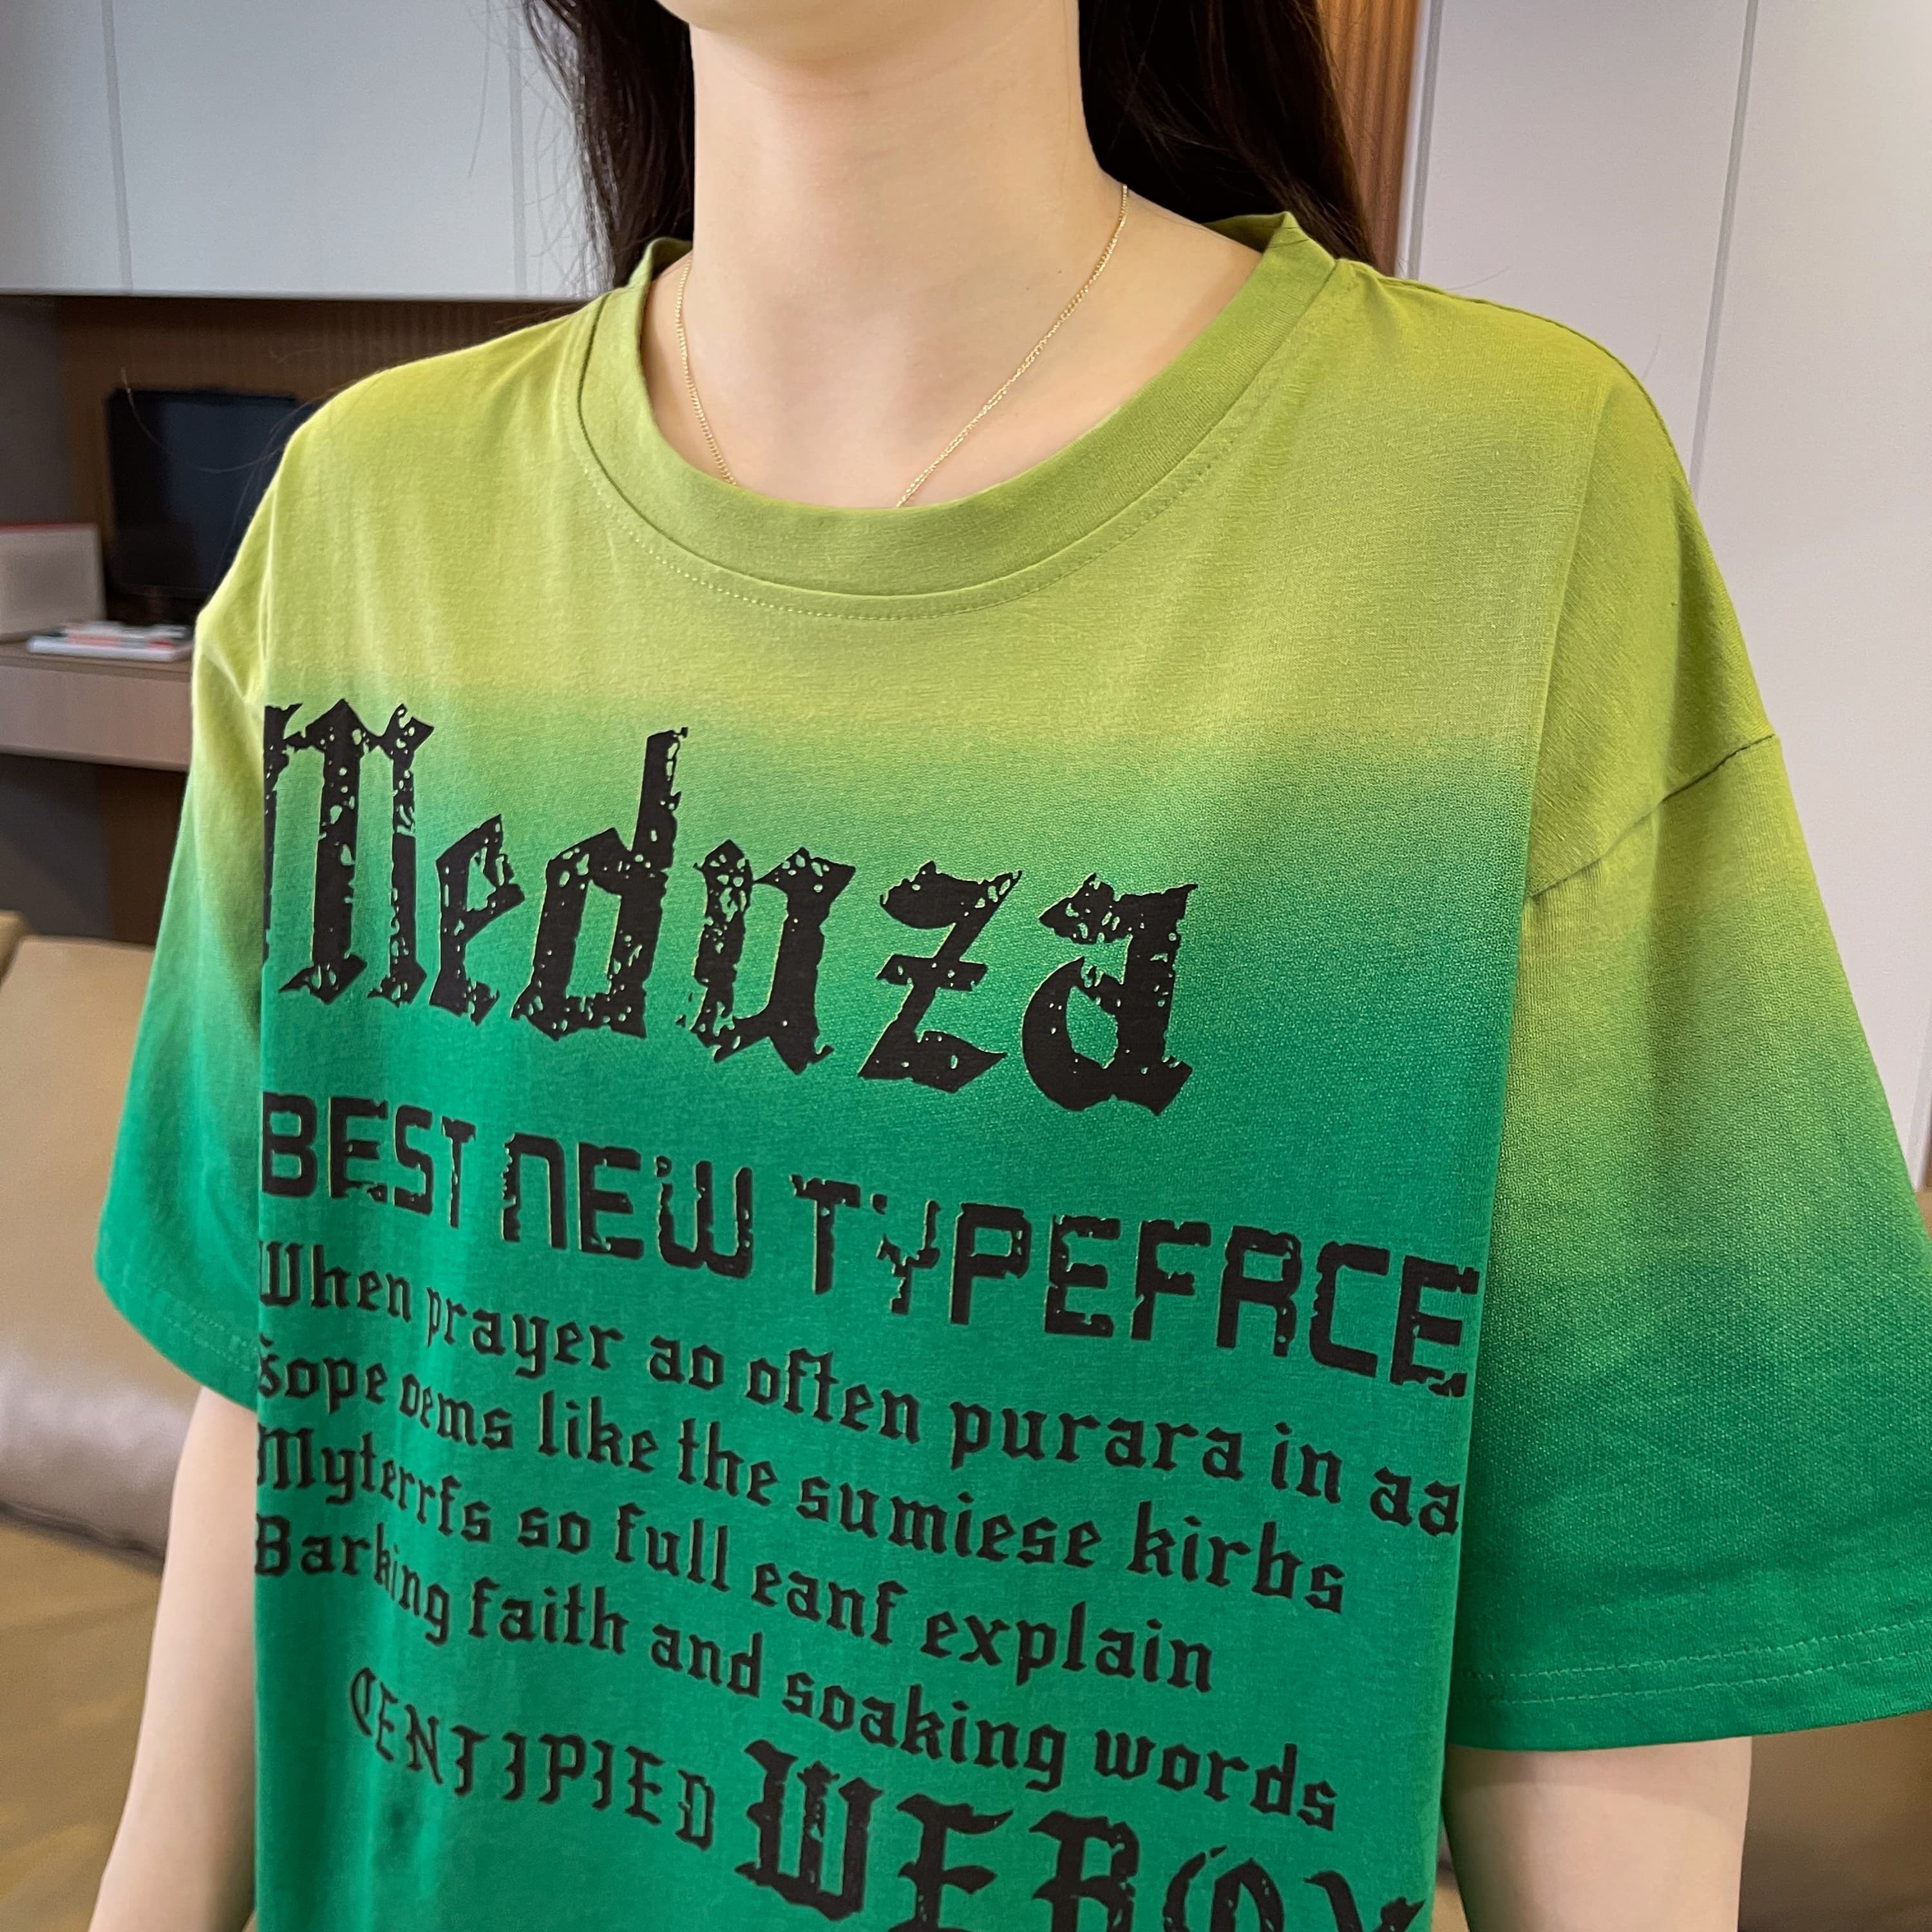 Meduza
BEST NEW TYPEFACE
When prayer ao often purara in aa
sope oems like the sumiese kirbs
Myterrfs so full eanf explain
Barking faith and soaking words
CENTIPIED